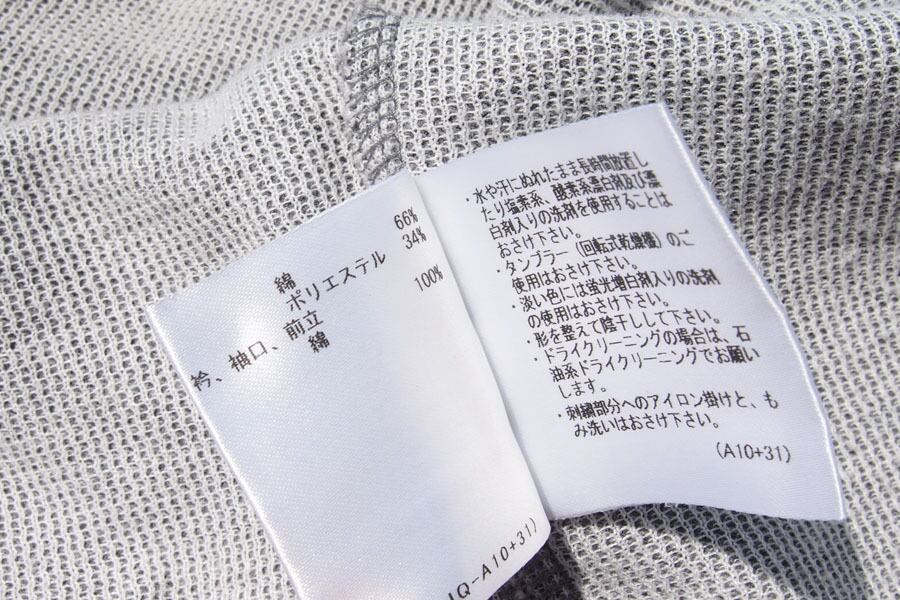 綿 66%
ポリエステル 34%
衿、袖口、前立
綿 100%
IQ-A10+31)
・水や汗にぬれたまま長時間放置し
たり塩素系、酸素系漂白剤及び漂
白剤入りの洗剤を使用することは
おさけ下さい。
・タンブラー(回転式乾燥機)のご
使用はおさけ下さい。
・淡い色には蛍光増白剤入りの洗剤
の使用はおさけ下さい。
・形を整えて陰干しして下さい。
・ドライクリーニングの場合は、石
油系ドライクリーニングでお願い
します。
・刺繍部分へのアイロン掛けと、も
み洗いはおさけ下さい。
(A10+31)